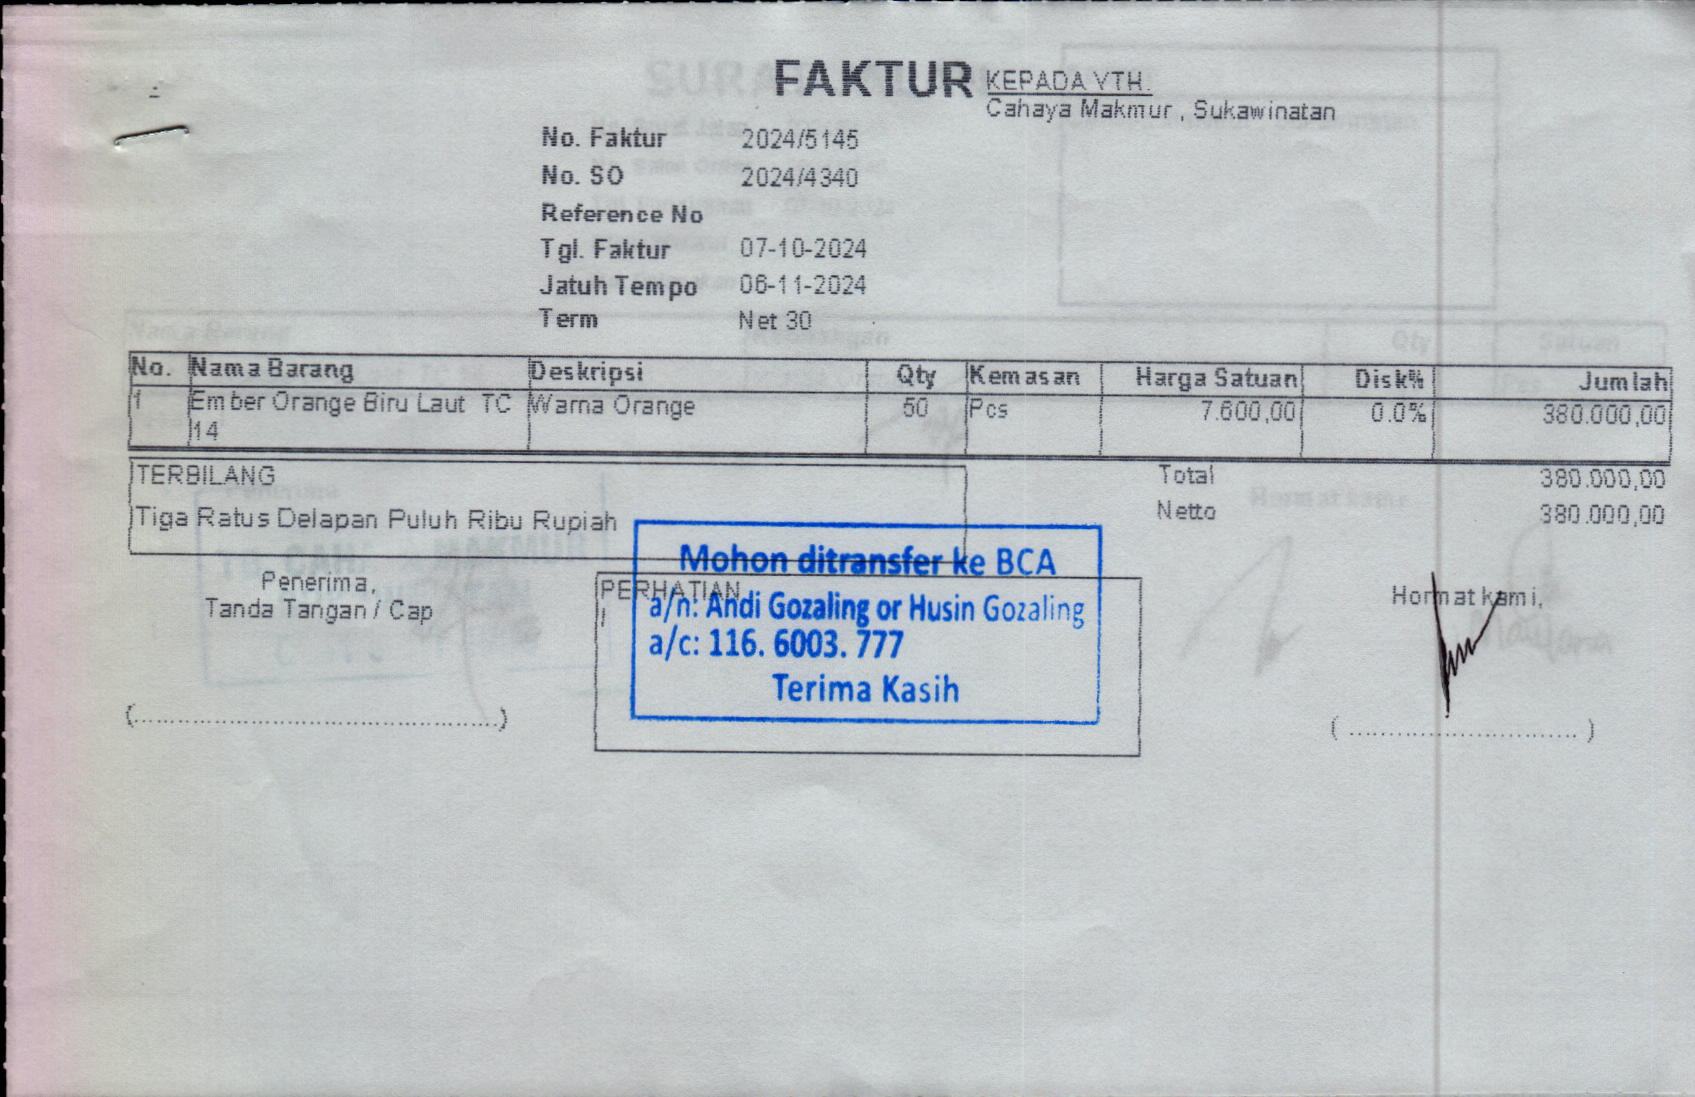 FAKTUR
KEPADA YTH.
Cahaya Makmur , Sukawinatan
No. Faktur 2024/5145
No. SO 2024/4340
Reference No
Tgl. Faktur 07-10-2024
Jatuh Tempo 06-11-2024
Term Net 30
No. Nama Barang Deskripsi Qty Kemasan Harga Satuan Disk% Jumlah
1 Ember Orange Biru Laut TC Warna Orange 50 Pcs 7.600,00 0.0% 380.000,00
14
TERBILANG
Total 380.000,00
Tiga Ratus Delapan Puluh Ribu Rupiah
Netto 380.000,00
Mohon ditransfer ke BCA
Penerima,
Tanda Tangan / Cap
PERHATIAN
a/n: Andi Gozaling or Husin Gozaling
a/c: 116. 6003. 777
Terima Kasih
Hormat kami,
(..............................................)
( ............................. )